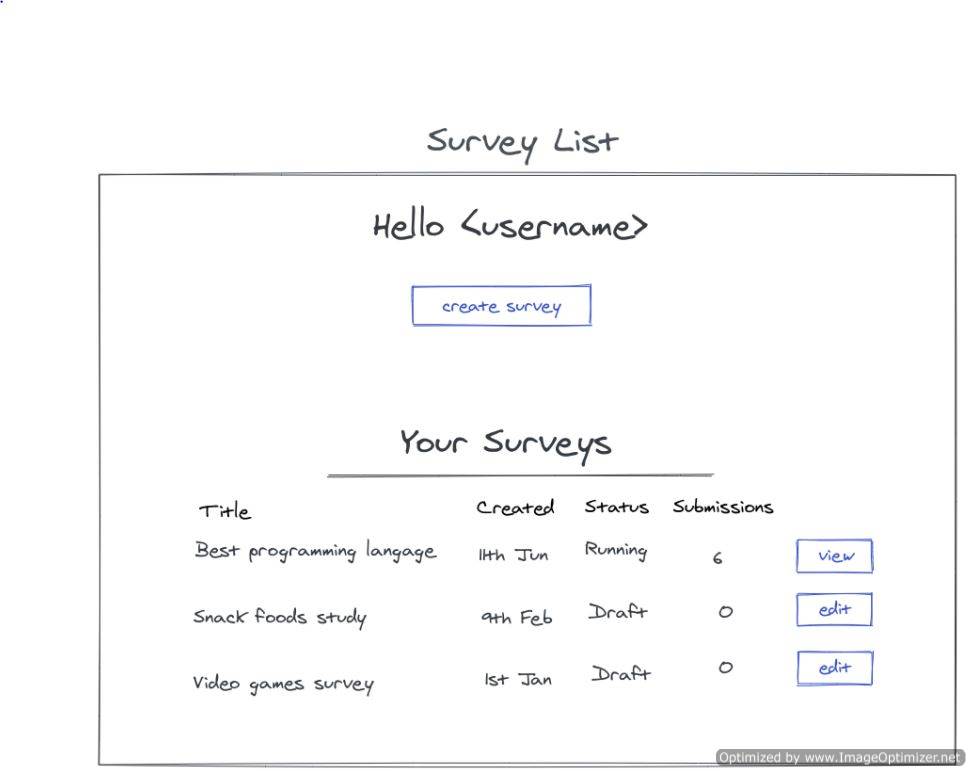 Survey List
Hello <username>
create survey
Your Surveys
Title Created Status Submissions
Best programming langage 11th Jun Running 6 view
Snack foods study 9th Feb Draft 0 edit
Video games survey 1st Jan Draft 0 edit
Optimized by www.ImageOptimizer.net